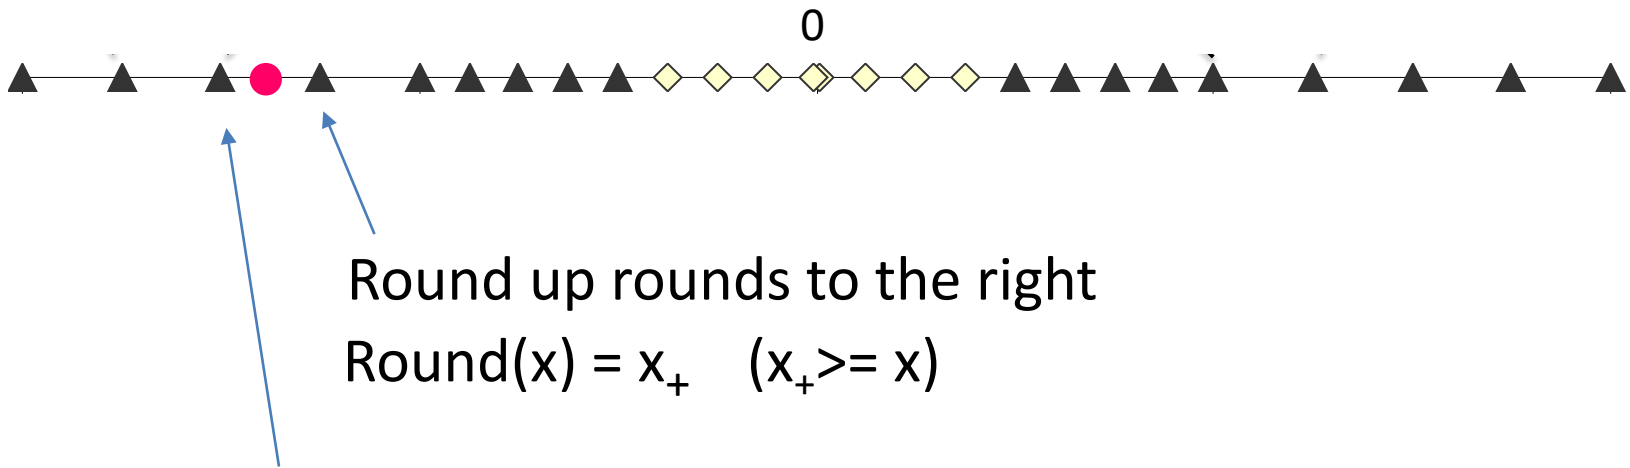 0
Round up rounds to the right
Round(x) = x₊ (x₊>= x)